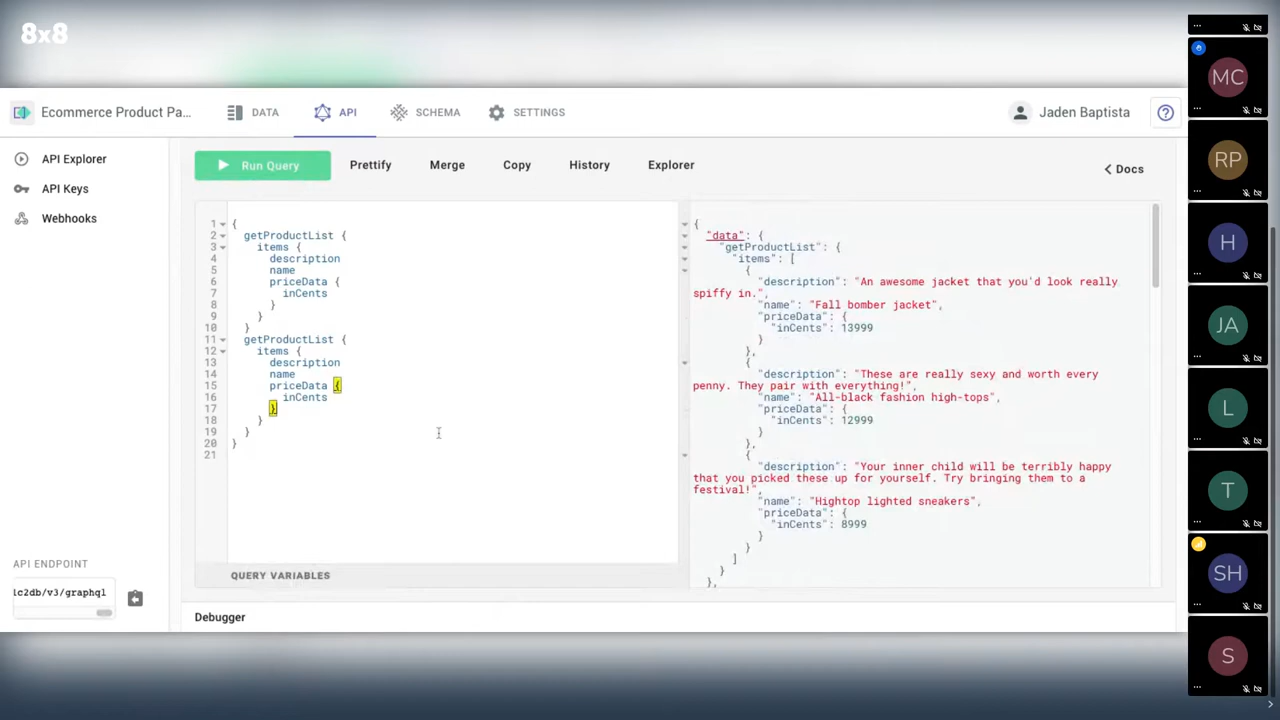 8x8
Ecommerce Product Pa...
DATA
API
SCHEMA
SETTINGS
Jaden Baptista
API Explorer
API Keys
Webhooks
API ENDPOINT
lc2db/v3/graphql
Run Query
Prettify
Merge
Copy
History
Explorer
Docs
1 {
2 getProductList {
3 items {
4 description
5 name
6 priceData {
7 inCents
8 }
9 }
10 }
11 getProductList {
12 items {
13 description
14 name
15 priceData {
16 inCents
17 }
18 }
19 }
20 }
21
QUERY VARIABLES
{
"data": {
"getProductList": {
"items": [
{
"description": "An awesome jacket that you'd look really
spiffy in.",
"name": "Fall bomber jacket",
"priceData": {
"inCents": 13999
}
},
{
"description": "These are really sexy and worth every
penny. They pair with everything!",
"name": "All-black fashion high-tops",
"priceData": {
"inCents": 12999
}
},
{
"description": "Your inner child will be terribly happy
that you picked these up for yourself. Try bringing them to a
festival!",
"name": "Hightop lighted sneakers",
"priceData": {
"inCents": 8999
}
}
]
}
},
Debugger
MC
RP
H
JA
L
T
SH
S